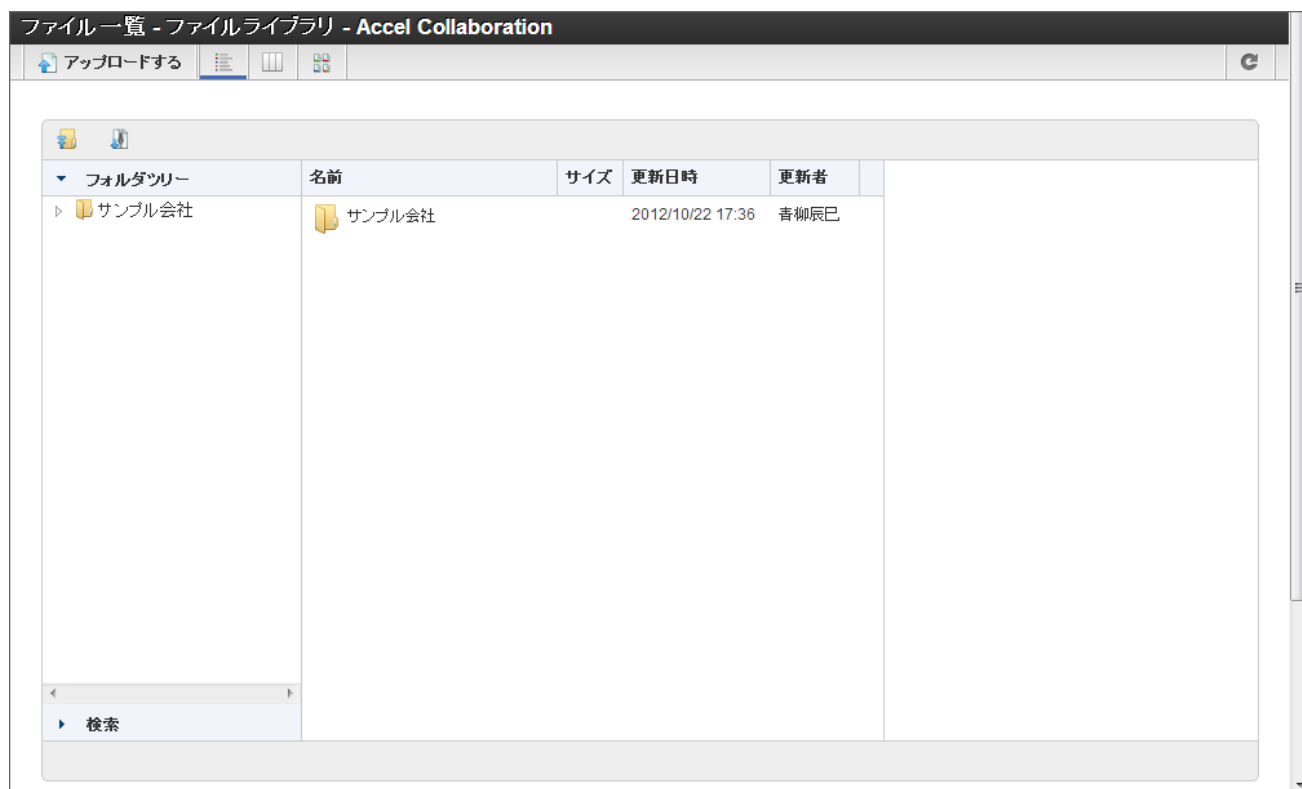 ファイル一覧 - ファイルライブラリ - Accel Collaboration
アップロードする
フォルダツリー 名前 サイズ 更新日時 更新者
サンプル会社 サンプル会社 2012/10/22 17:36 青柳辰巳
検索